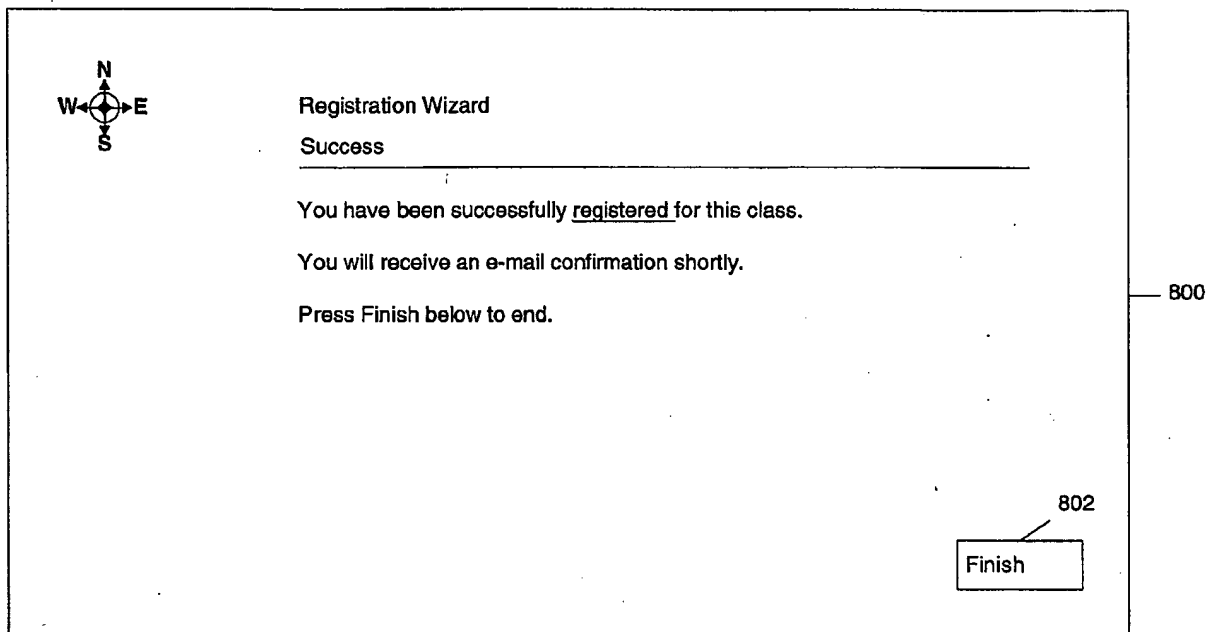 N
W E
S
Registration Wizard
Success
You have been successfully registered for this class.
You will receive an e-mail confirmation shortly.
Press Finish below to end.
800
802
Finish